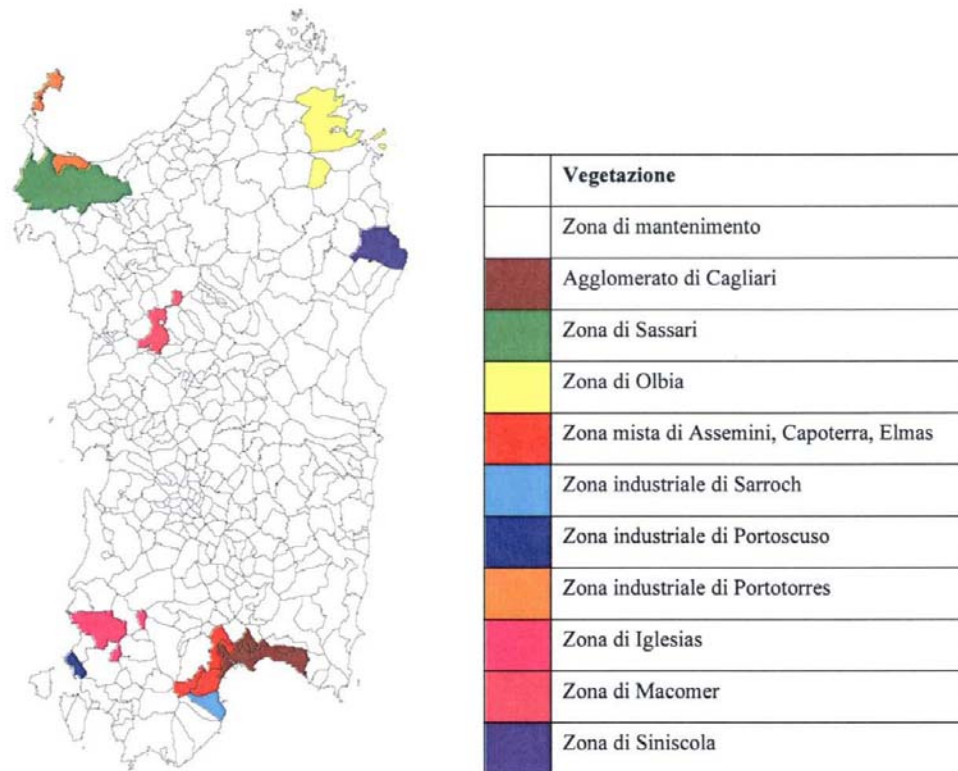 Vegetazione
Zona di mantenimento
Agglomerato di Cagliari
Zona di Sassari
Zona di Olbia
Zona mista di Assemini, Capoterra, Elmas
Zona industriale di Sarroch
Zona industriale di Portoscuso
Zona industriale di Portotorres
Zona di Iglesias
Zona di Macomer
Zona di Siniscola